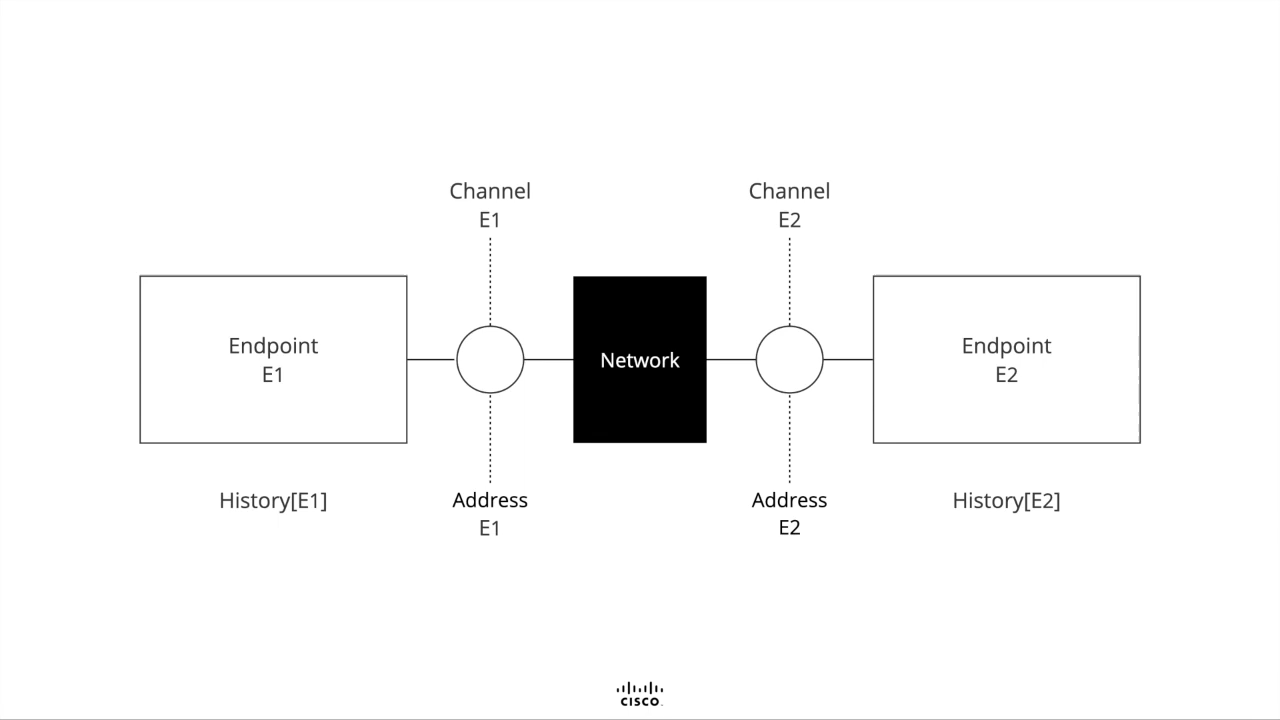 Channel
E1
Channel
E2
Endpoint
E1
Network
Endpoint
E2
History[E1]
Address
E1
Address
E2
History[E2]
CISCO